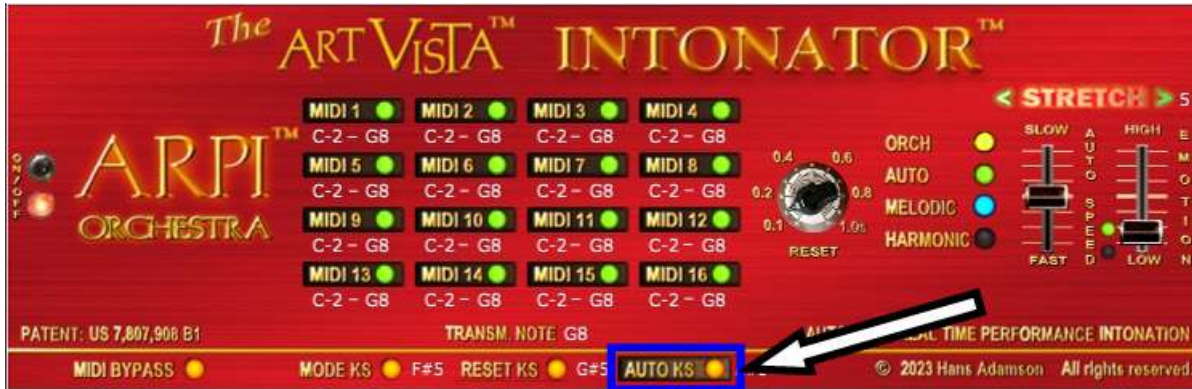 The ART VISTA™ INTONATOR™
< STRETCH > 5
ARPI™
ORCHESTRA
ON/OFF
MIDI 1 MIDI 2 MIDI 3 MIDI 4
C-2 – G8 C-2 – G8 C-2 – G8 C-2 – G8
MIDI 5 MIDI 6 MIDI 7 MIDI 8
C-2 – G8 C-2 – G8 C-2 – G8 C-2 – G8
MIDI 9 MIDI 10 MIDI 11 MIDI 12
C-2 – G8 C-2 – G8 C-2 – G8 C-2 – G8
MIDI 13 MIDI 14 MIDI 15 MIDI 16
C-2 – G8 C-2 – G8 C-2 – G8 C-2 – G8
0.1 0.2 0.4 0.6 0.8 1.0s
RESET
ORCH
AUTO
MELODIC
HARMONIC
SLOW
FAST
AUTO SPEED
HIGH
LOW
EMOTION
PATENT: US 7,807,908 B1
TRANSM. NOTE G8
REAL TIME PERFORMANCE INTONATION
MIDI BYPASS MODE KS F#5 RESET KS G#5 AUTO KS
© 2023 Hans Adamson All rights reserved